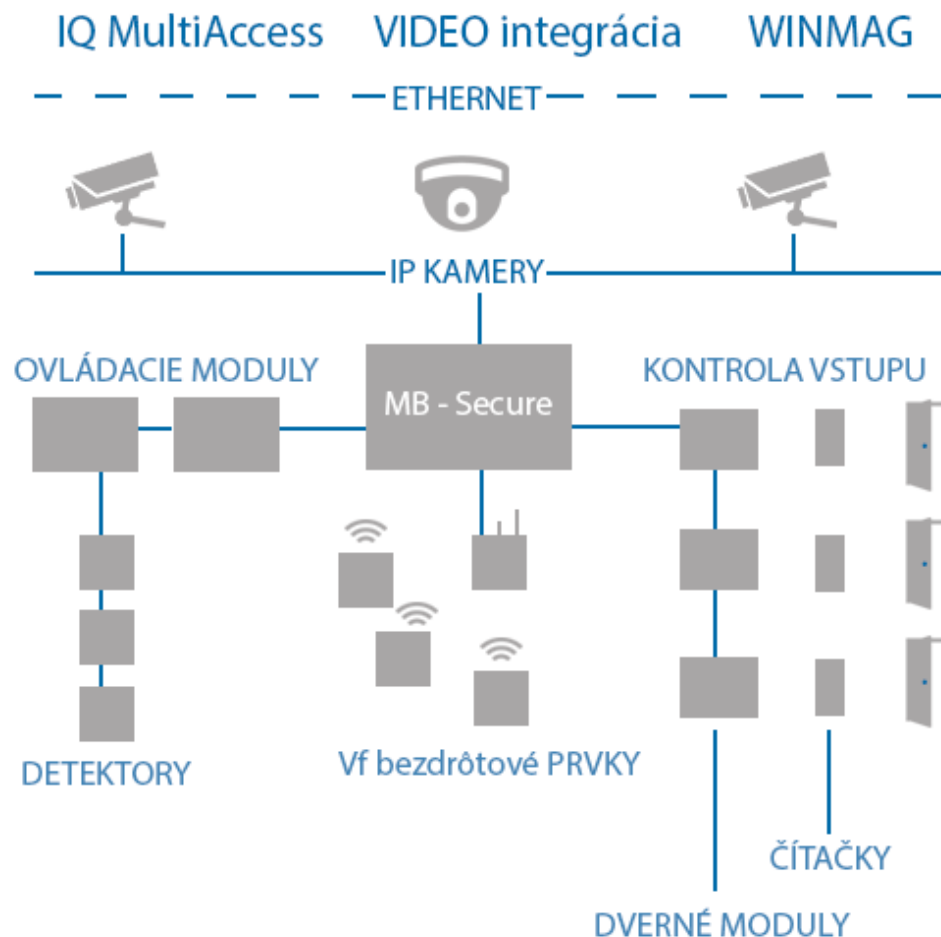 IQ MultiAccess VIDEO integrácia WINMAG
ETHERNET
IP KAMERY
OVLÁDACIE MODULY
MB - Secure
KONTROLA VSTUPU
DETEKTORY
Vf bezdrôtové PRVKY
ČÍTAČKY
DVERNÉ MODULY